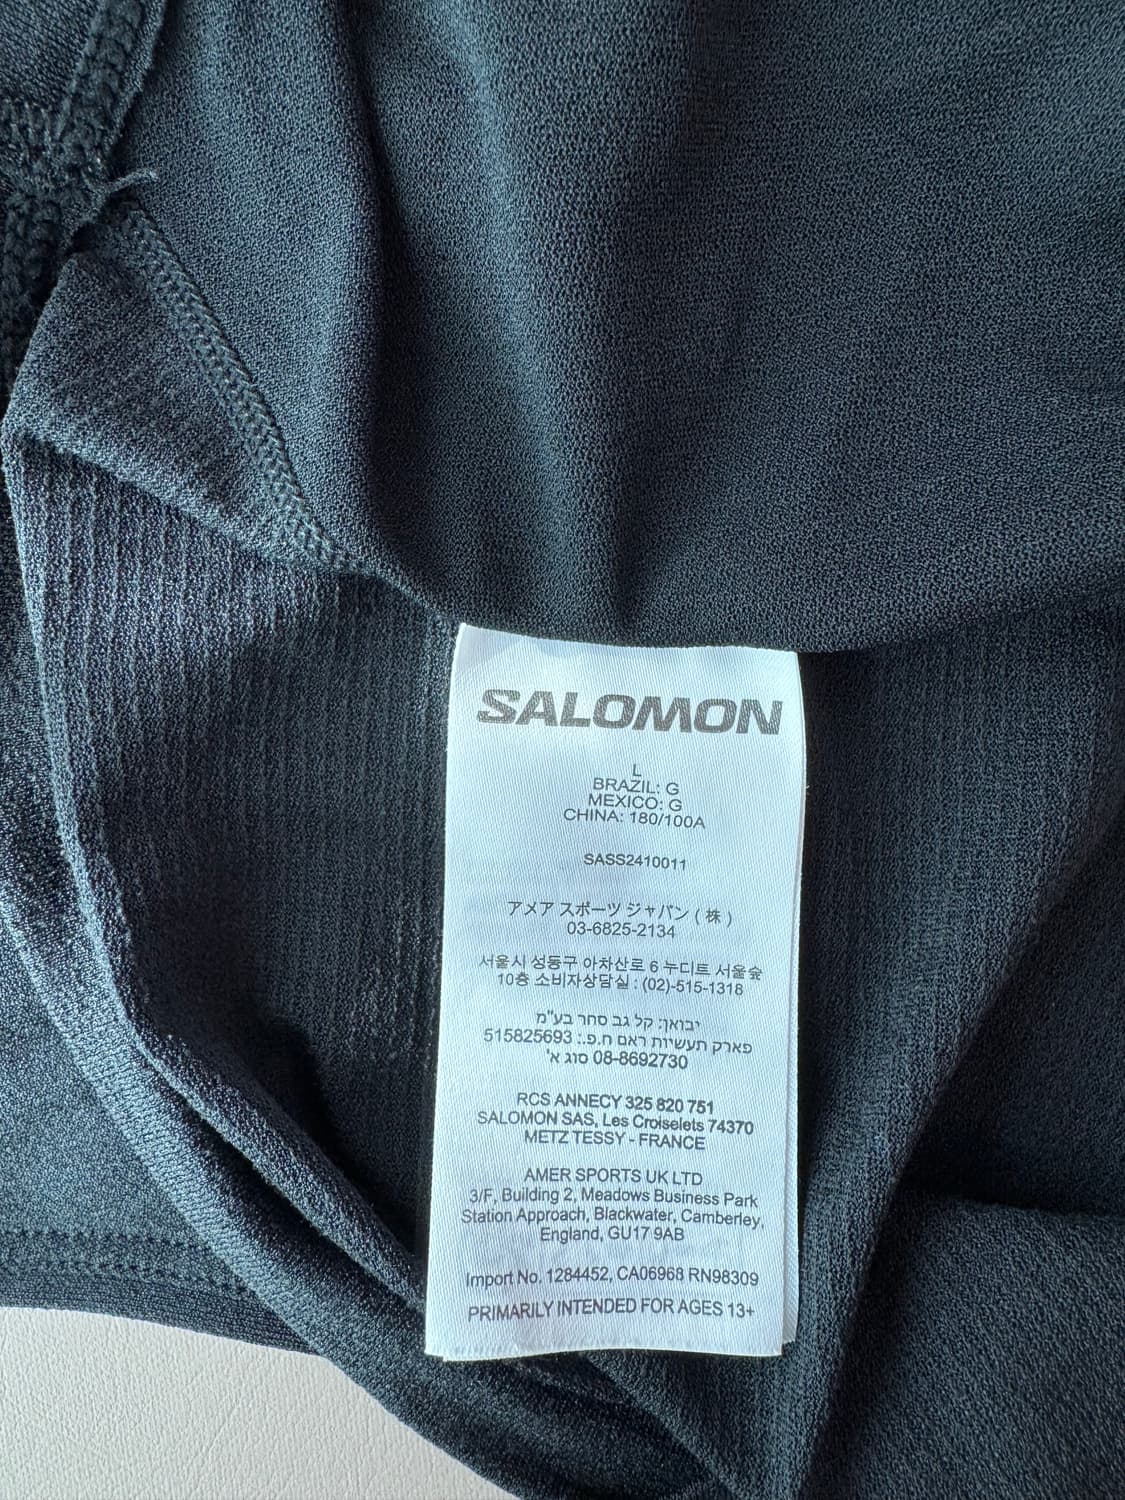 SALOMON
L
BRAZIL: G
MEXICO: G
CHINA: 180/100A
SASS2410011
アメア スポーツ ジャパン ( 株 )
03-6825-2134
서울시 성동구 아차산로 6 누디트 서울숲
10층 소비자상담실 : (02)-515-1318
יבואן: קל גב סחר בע"מ
פארק תעשיות ראם ח.פ.: 515825693
08-8692730 סוג א'
RCS ANNECY 325 820 751
SALOMON SAS, Les Croiselets 74370
METZ TESSY - FRANCE
AMER SPORTS UK LTD
3/F, Building 2, Meadows Business Park
Station Approach, Blackwater, Camberley,
England, GU17 9AB
Import No. 1284452, CA06968 RN98309
PRIMARILY INTENDED FOR AGES 13+